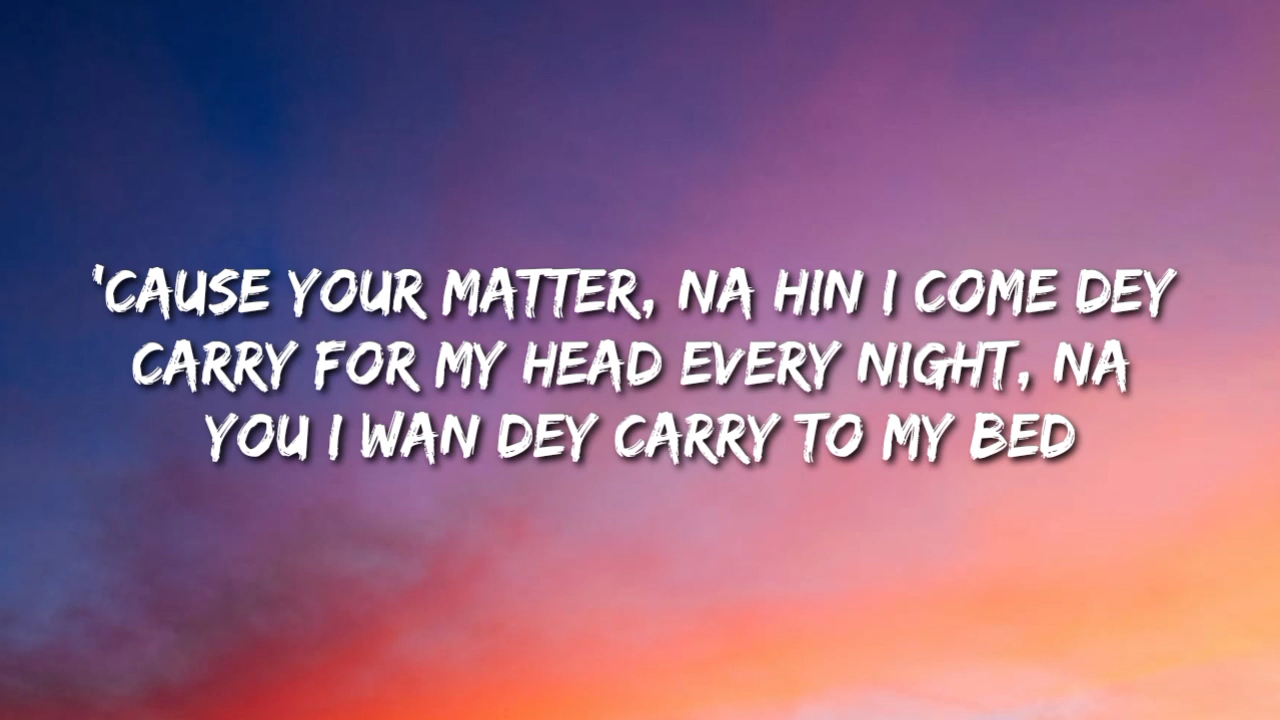 'CAUSE YOUR MATTER, NA HIN I COME DEY
CARRY FOR MY HEAD EVERY NIGHT, NA
YOU I WAN DEY CARRY TO MY BED